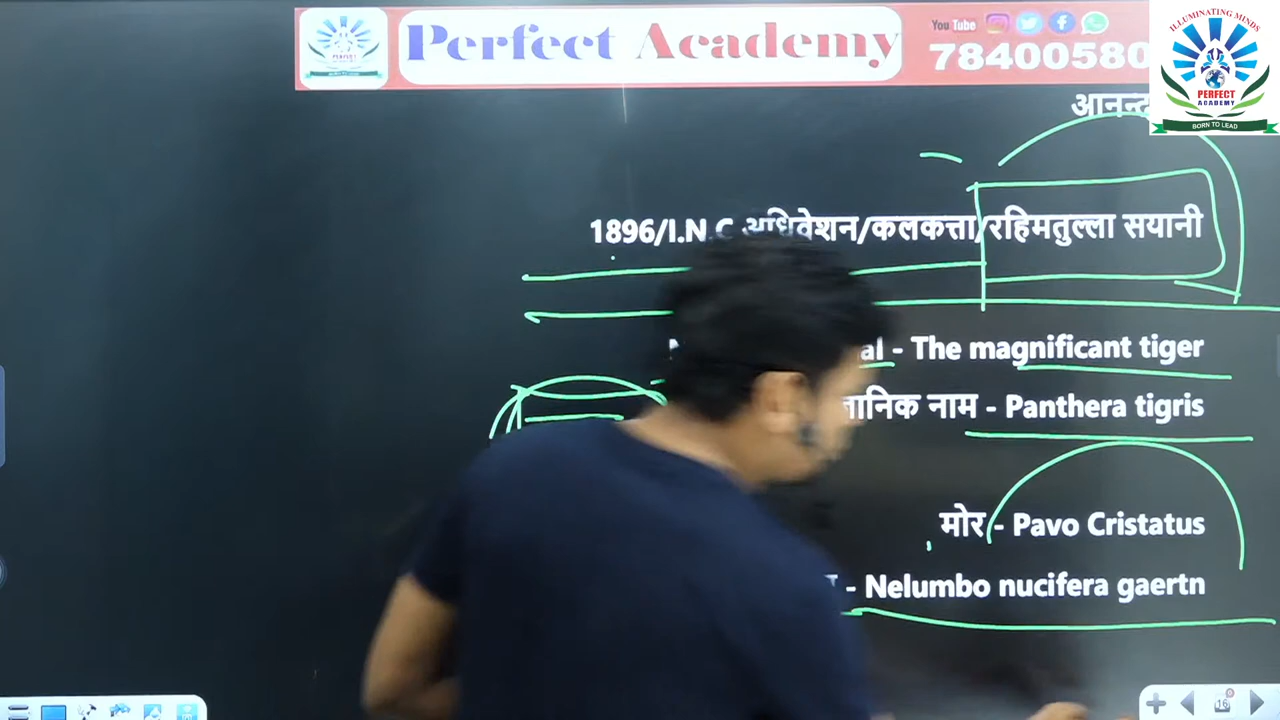 Perfect Academy
You Tube
78400580
ILLUMINATING MINDS
PERFECT
ACADEMY
BORN TO LEAD
आनन्द
1896/I.N.C अधिवेशन/कलकत्ता/रहिमतुल्ला सयानी
- The magnificant tiger
नाम - Panthera tigris
मोर - Pavo Cristatus
- Nelumbo nucifera gaertn
16